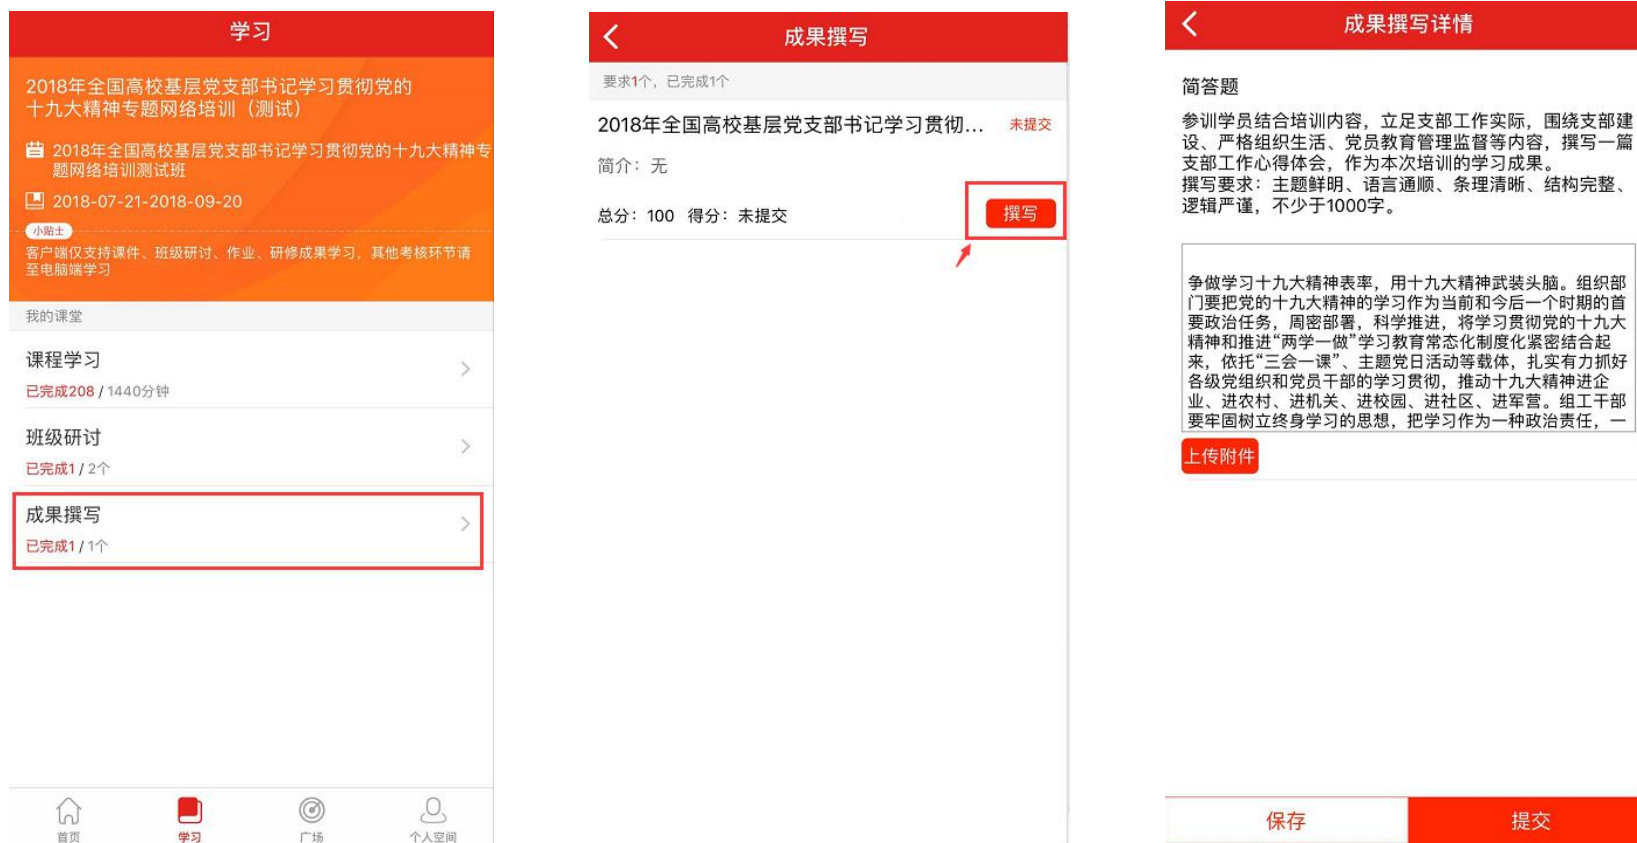 学习
2018年全国高校基层党支部书记学习贯彻党的
十九大精神专题网络培训（测试）
2018年全国高校基层党支部书记学习贯彻党的十九大精神专
题网络培训测试班
2018-07-21-2018-09-20
小贴士
客户端仅支持课件、班级研讨、作业、研修成果学习，其他考核环节请
至电脑端学习
我的课堂
课程学习
已完成208 / 1440分钟
班级研讨
已完成1 / 2个
成果撰写
已完成1 / 1个
首页
学习
广场
个人空间
成果撰写
要求1个，已完成1个
2018年全国高校基层党支部书记学习贯彻... 未提交
简介：无
总分：100 得分：未提交 撰写
成果撰写详情
简答题
参训学员结合培训内容，立足支部工作实际，围绕支部建
设、严格组织生活、党员教育管理监督等内容，撰写一篇
支部工作心得体会，作为本次培训的学习成果。
撰写要求：主题鲜明、语言通顺、条理清晰、结构完整、
逻辑严谨，不少于1000字。
争做学习十九大精神表率，用十九大精神武装头脑。组织部
门要把党的十九大精神的学习作为当前和今后一个时期的首
要政治任务，周密部署，科学推进，将学习贯彻党的十九大
精神和推进“两学一做”学习教育常态化制度化紧密结合起
来，依托“三会一课”、主题党日活动等载体，扎实有力抓好
各级党组织和党员干部的学习贯彻，推动十九大精神进企
业、进农村、进机关、进校园、进社区、进军营。组工干部
要牢固树立终身学习的思想，把学习作为一种政治责任，一
上传附件
保存
提交